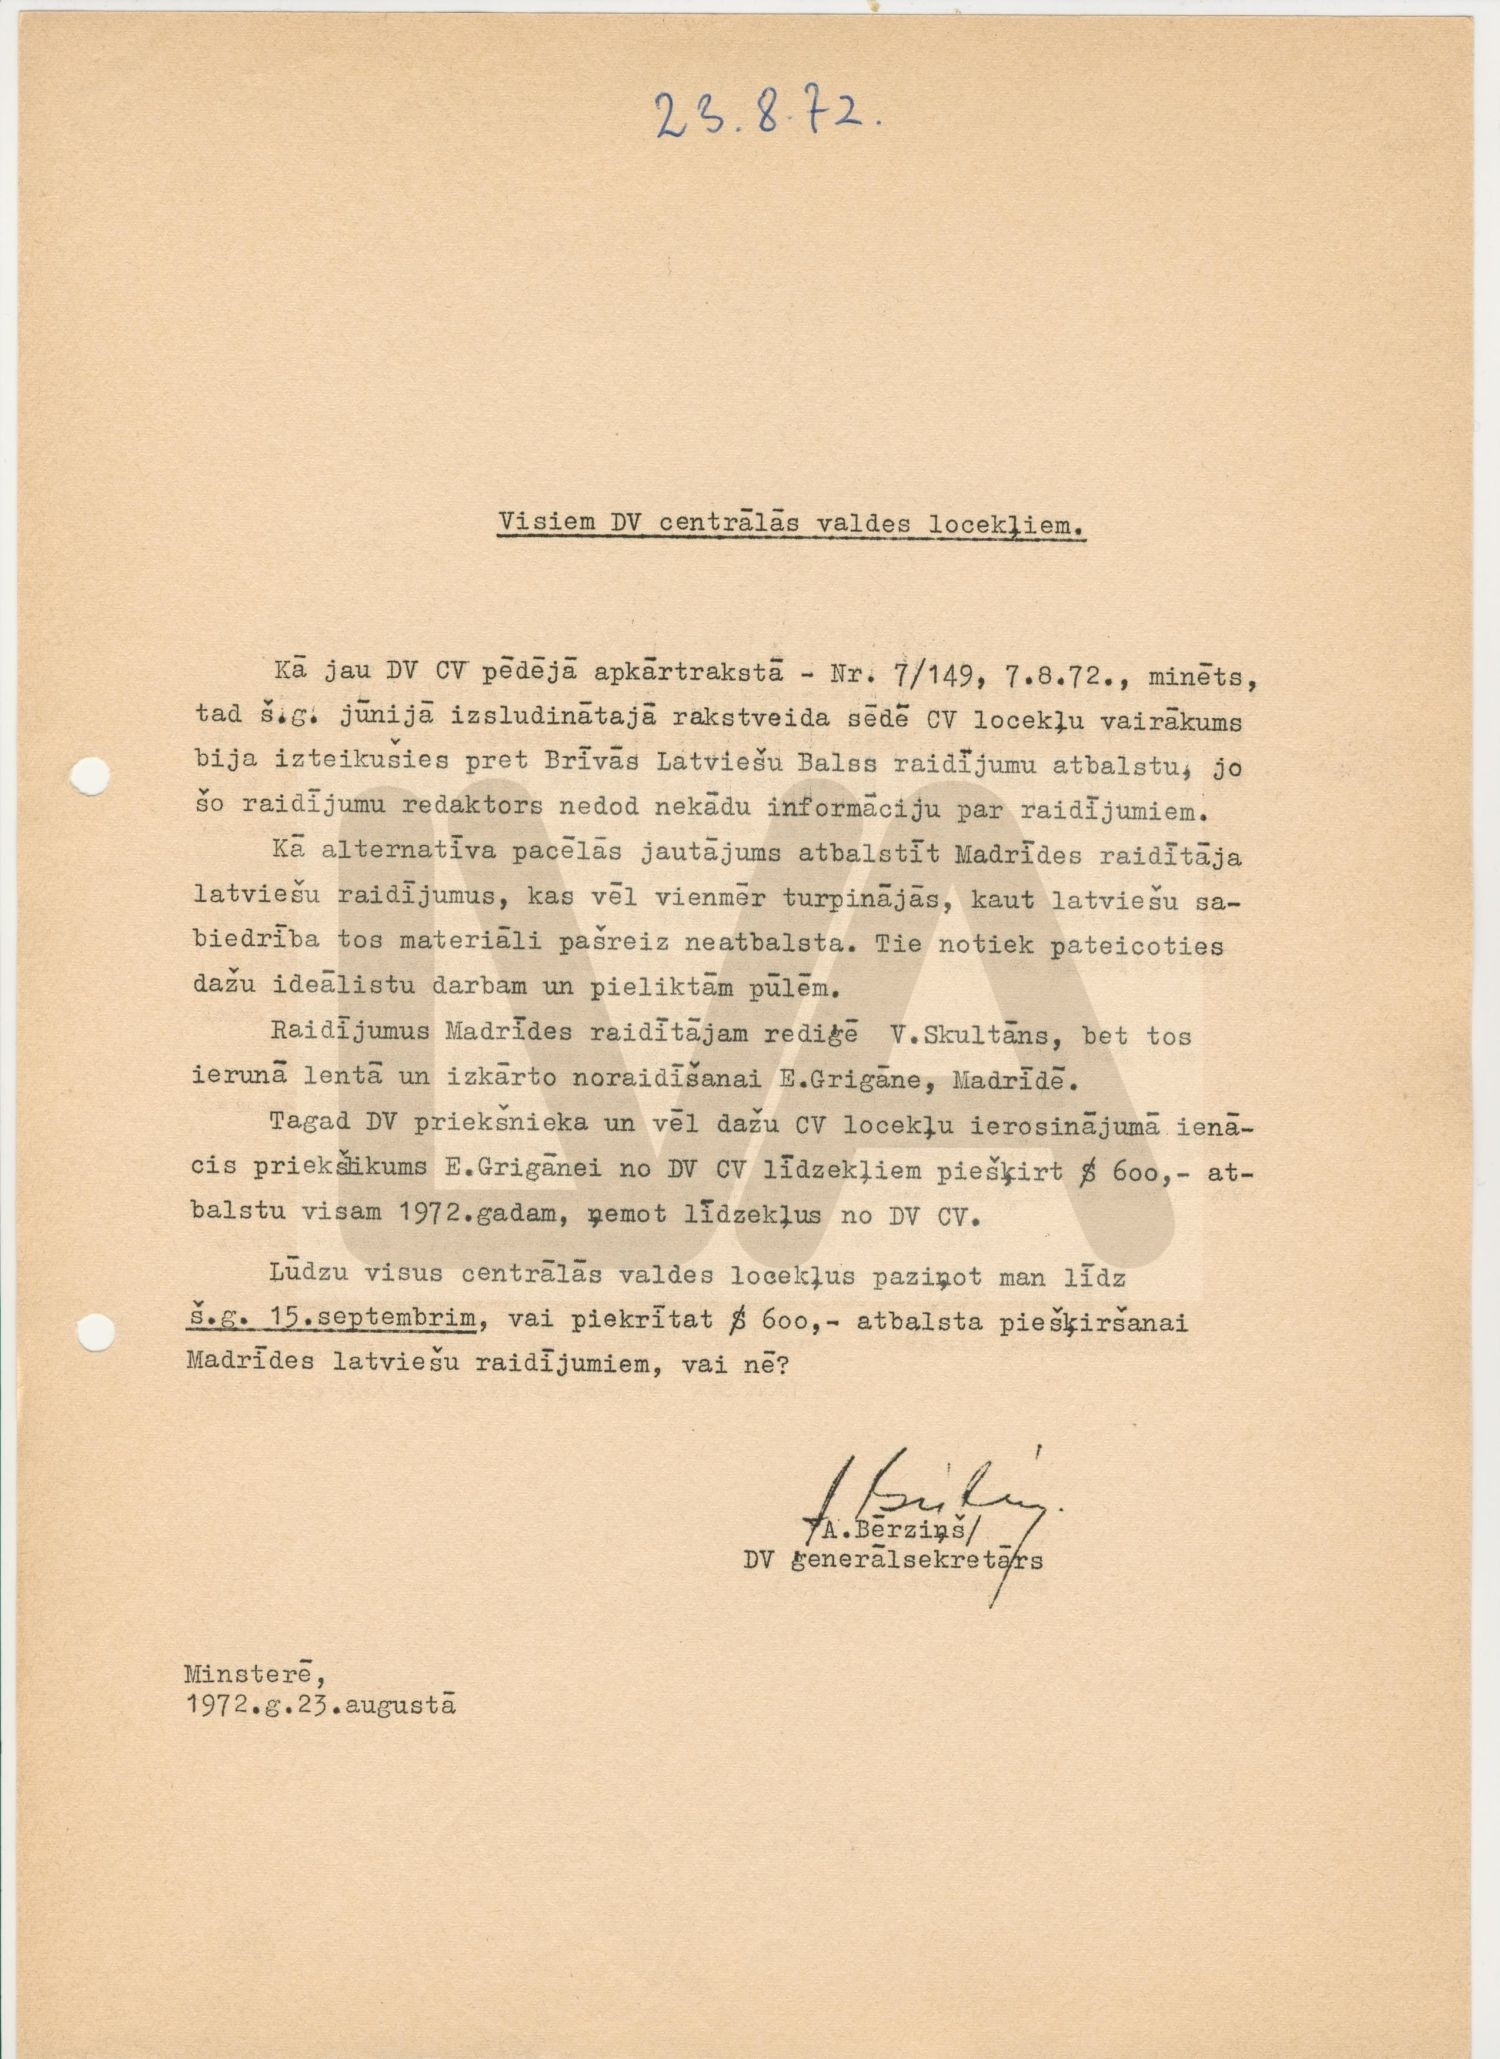 23.8.72.
Visiem DV centrālās valdes locekļiem.
Kā jau DV CV pēdējā apkārtrakstā - Nr. 7/149, 7.8.72., minēts,
tad š.g. jūnijā izsludinātajā rakstveida sēdē CV locekļu vairākums
bija izteikušies pret Brīvās Latviešu Balss raidījumu atbalstu, jo
šo raidījumu redaktors nedod nekādu informāciju par raidījumiem.
Kā alternatīva pacēlās jautājums atbalstīt Madrīdes raidītāja
latviešu raidījumus, kas vēl vienmēr turpinājās, kaut latviešu sa-
biedrība tos materiāli pašreiz neatbalsta. Tie notiek pateicoties
dažu ideālistu darbam un pieliktām pūlēm.
Raidījumus Madrīdes raidītājam rediģē V.Skultāns, bet tos
ierunā lentā un izkārto noraidīšanai E.Grigāne, Madrīdē.
Tagad DV priekšnieka un vēl dažu CV locekļu ierosinājumā ienā-
cis priekšlikums E.Grigānei no DV CV līdzekļiem piešķirt $ 600,- at-
balstu visam 1972.gadam, ņemot līdzekļus no DV CV.
Lūdzu visus centrālās valdes locekļus paziņot man līdz
š.g. 15.septembrim, vai piekrītat $ 600,- atbalsta piešķiršanai
Madrīdes latviešu raidījumiem, vai nē?
/A.Bērziņš/
DV ģenerālsekretārs
Minsterē,
1972.g.23.augustā